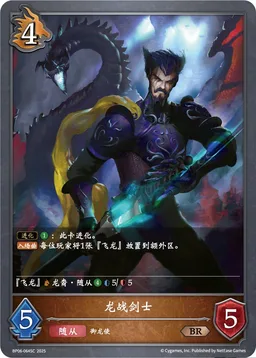 4
进化 1 : 此卡进化。
入场曲 每位玩家将1张『飞龙』放置到额外区。
『飞龙』 龙裔·随从 4 5/5
龙战剑士
5 随从 御龙使 BR 5
BP06-064SC 2025 © Cygames, Inc. Published by NetEase Games